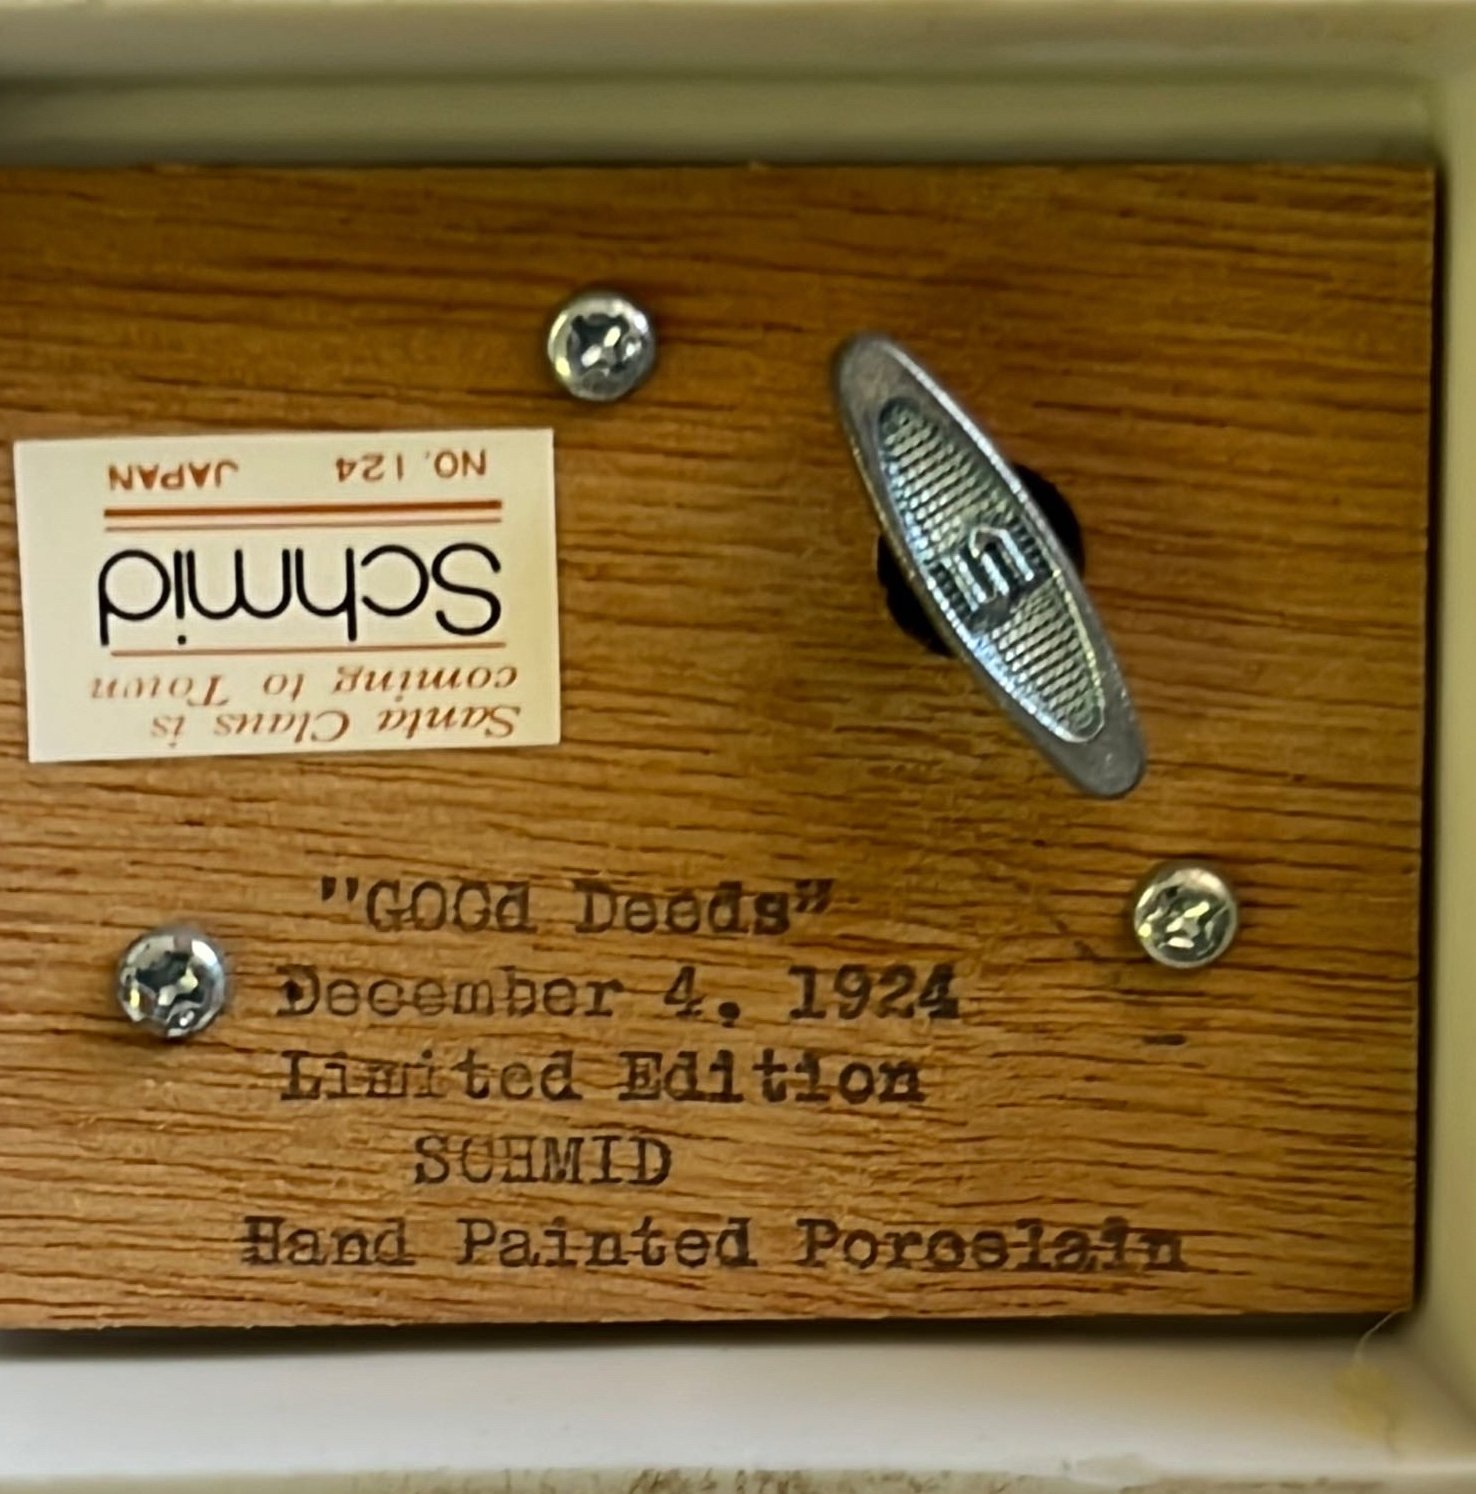 Santa Claus is
coming to Town
Schmid
NO. 124 JAPAN
"GOOd Deeds"
December 4, 1924
Limited Edition
SCHMID
Hand Painted Porcelain